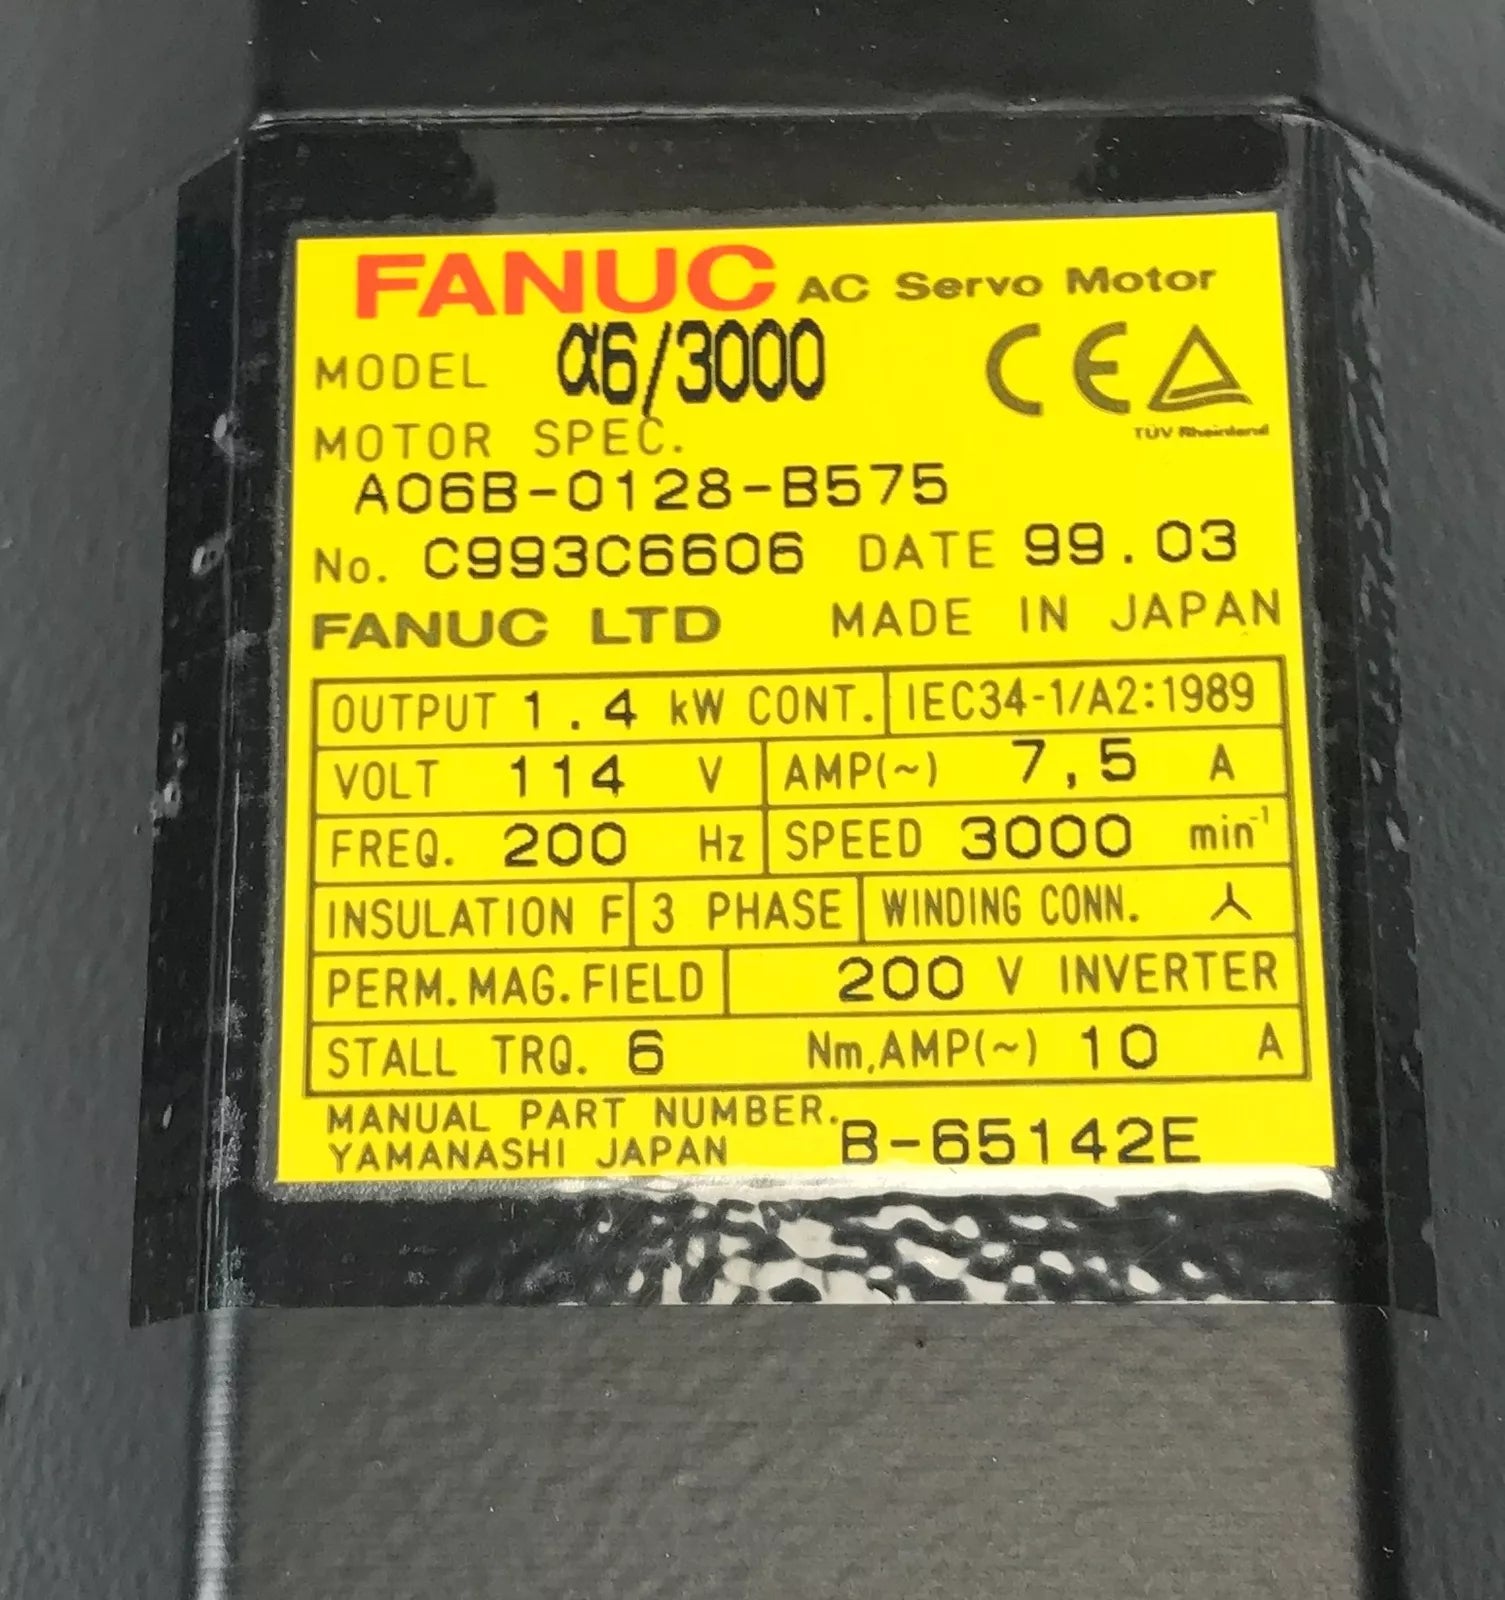 FANUC AC Servo Motor
MODEL α6/3000
TÜV Rheinland
MOTOR SPEC.
A06B-0128-B575
No. C993C6606 DATE 99.03
FANUC LTD MADE IN JAPAN
OUTPUT 1.4 kW CONT. IEC34-1/A2:1989
VOLT 114 V AMP(~) 7,5 A
FREQ. 200 Hz SPEED 3000 min⁻¹
INSULATION F 3 PHASE WINDING CONN.
PERM.MAG.FIELD 200 V INVERTER
STALL TRQ. 6 Nm,AMP(~) 10 A
MANUAL PART NUMBER. B-65142E
YAMANASHI JAPAN